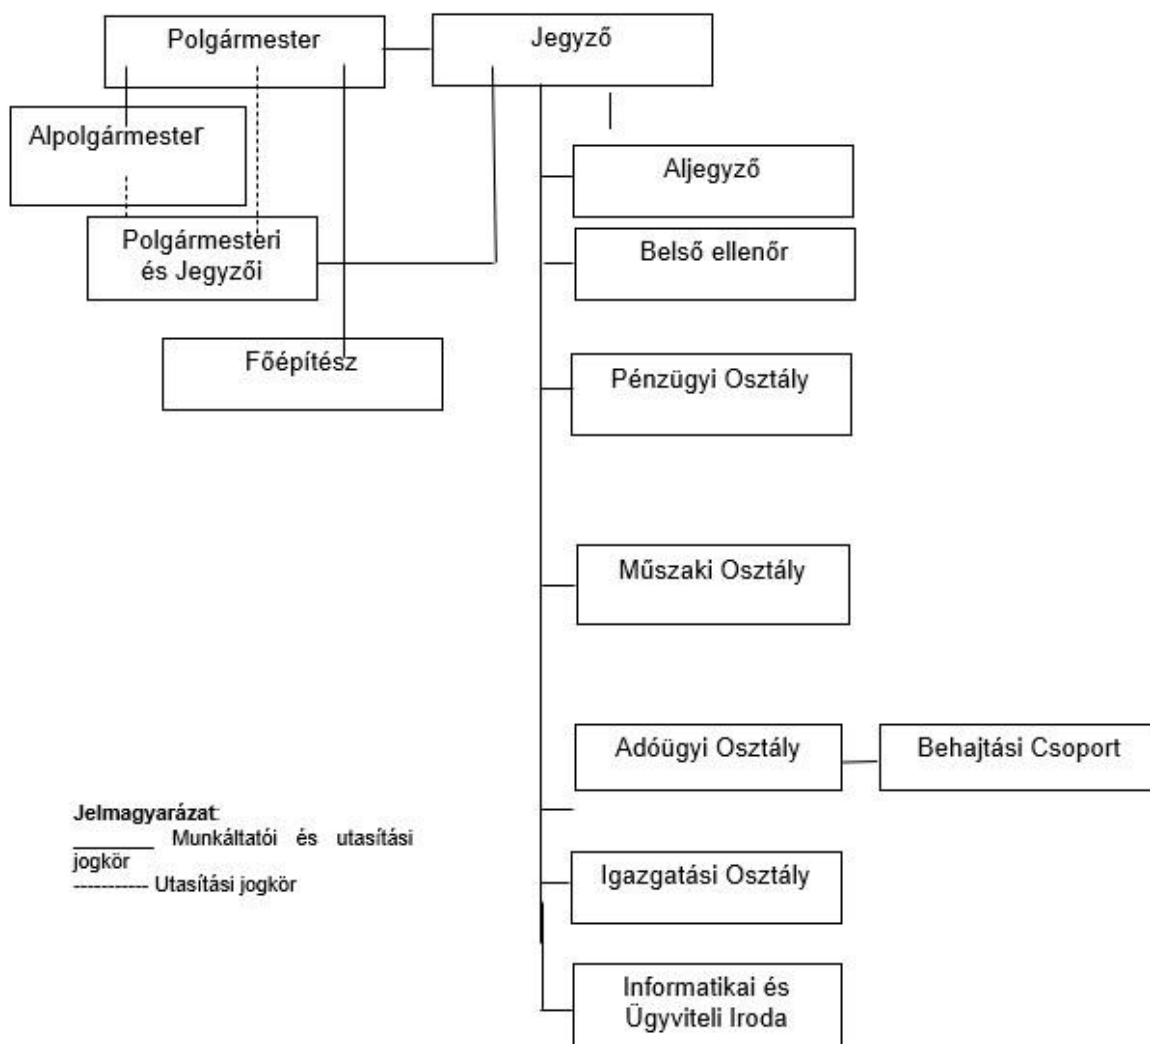 Polgármester
Jegyző
Alpolgármester
Aljegyző
Polgármesteri
és Jegyzői
Belső ellenőr
Főépítész
Pénzügyi Osztály
Műszaki Osztály
Adóügyi Osztály
Behajtási Csoport
Jelmagyarázat:
________ Munkáltatói és utasítási
jogkör
----------- Utasítási jogkör
Igazgatási Osztály
Informatikai és
Ügyviteli Iroda